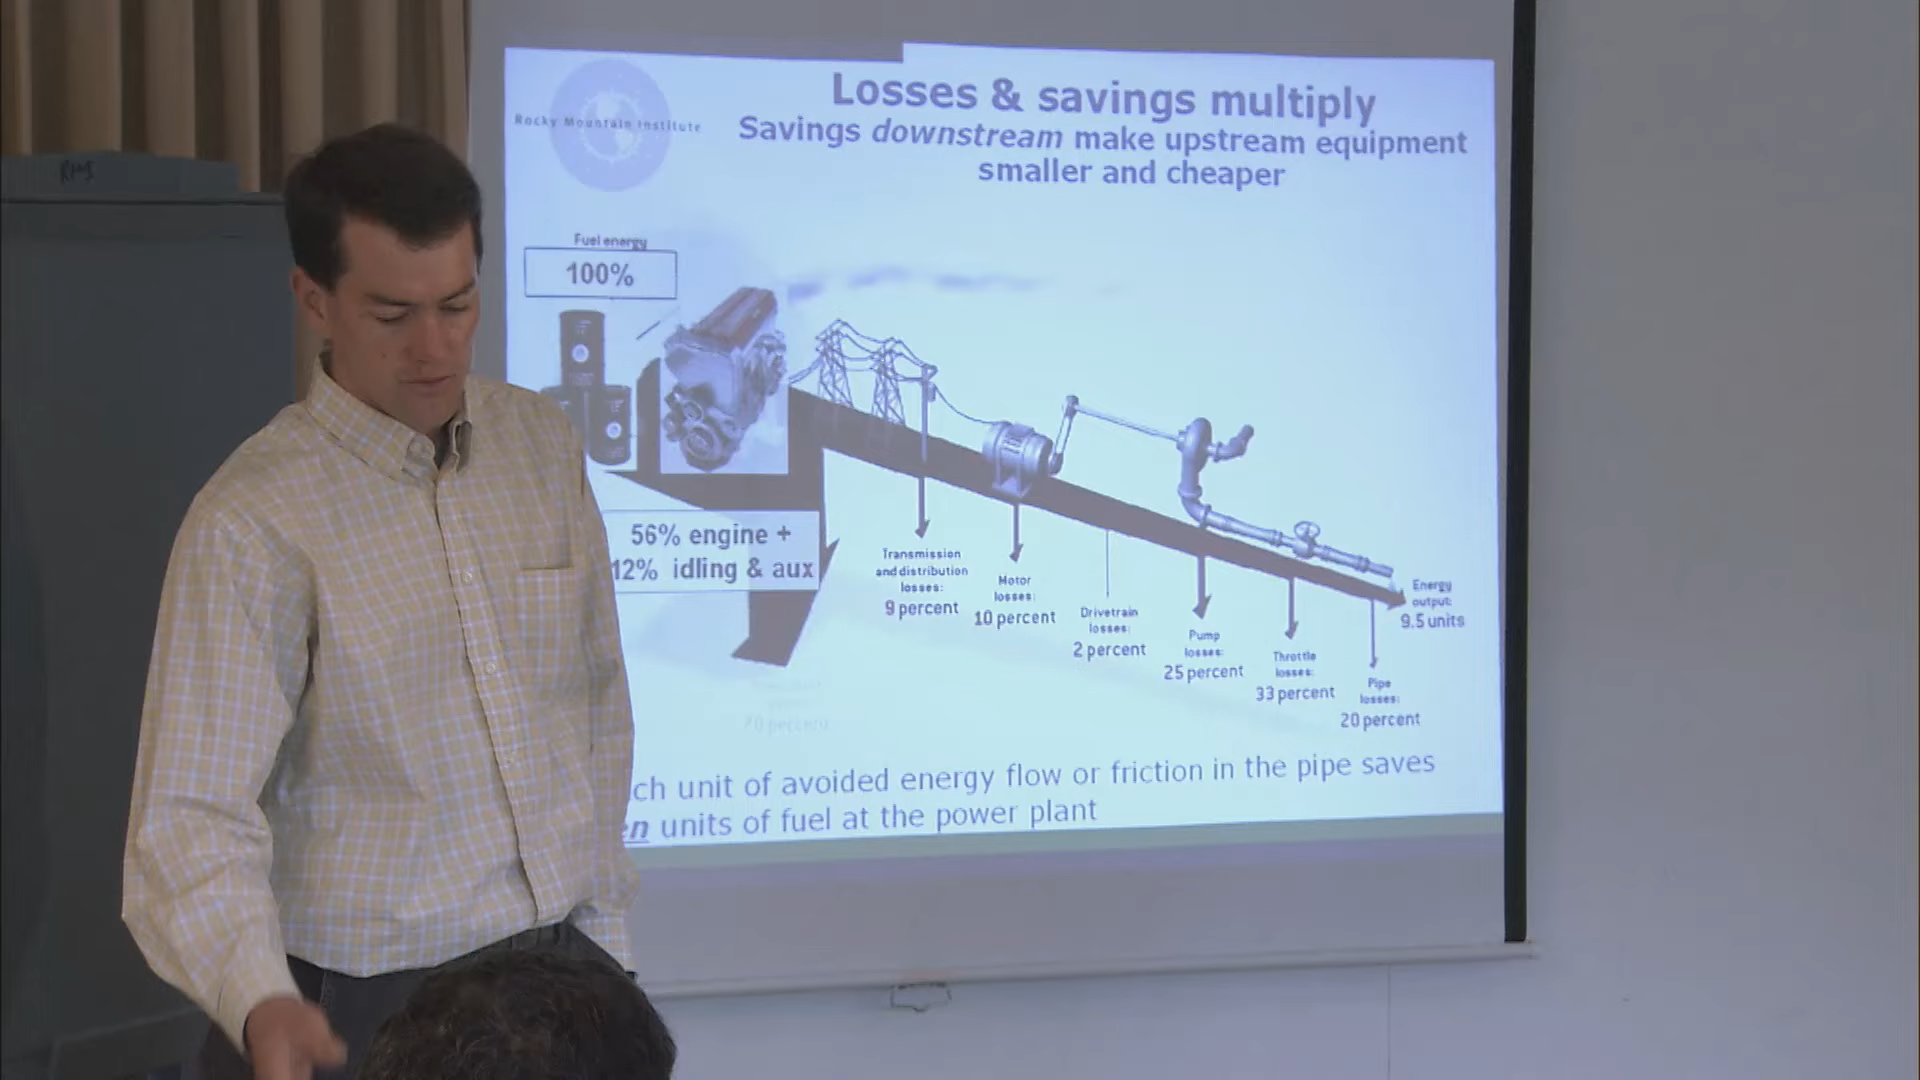 RMS
Rocky Mountain Institute
Losses & savings multiply
Savings downstream make upstream equipment
smaller and cheaper
Fuel energy
100%
56% engine +
12% idling & aux
Transmission
and distribution
losses:
9 percent
Motor
losses:
10 percent
Drivetrain
losses:
2 percent
Pump
losses:
25 percent
Throttle
losses:
33 percent
Pipe
losses:
20 percent
Energy
output:
9.5 units
percent
ch unit of avoided energy flow or friction in the pipe saves
en units of fuel at the power plant